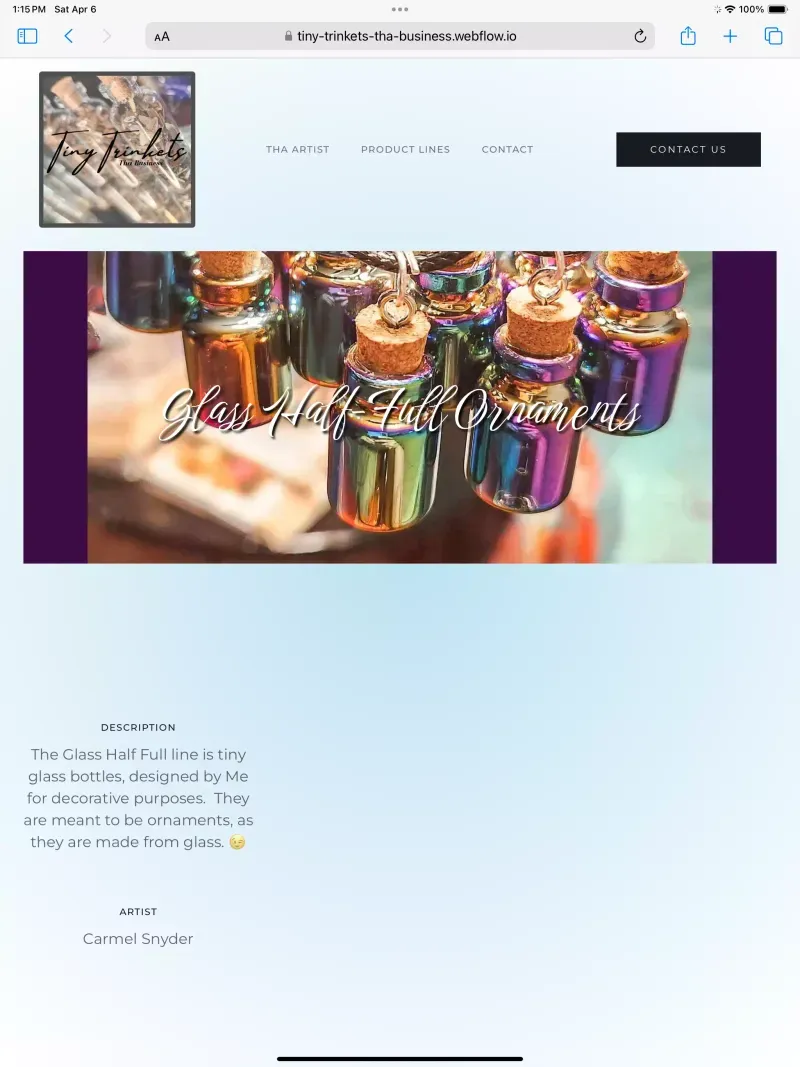 1:15 PM Sat Apr 6
100%
AA
tiny-trinkets-tha-business.webflow.io
Tiny Trinkets
Tha Business
THA ARTIST
PRODUCT LINES
CONTACT
CONTACT US
Glass Half-Full Ornaments
DESCRIPTION
The Glass Half Full line is tiny
glass bottles, designed by Me
for decorative purposes.  They
are meant to be ornaments, as
they are made from glass. 😉
ARTIST
Carmel Snyder